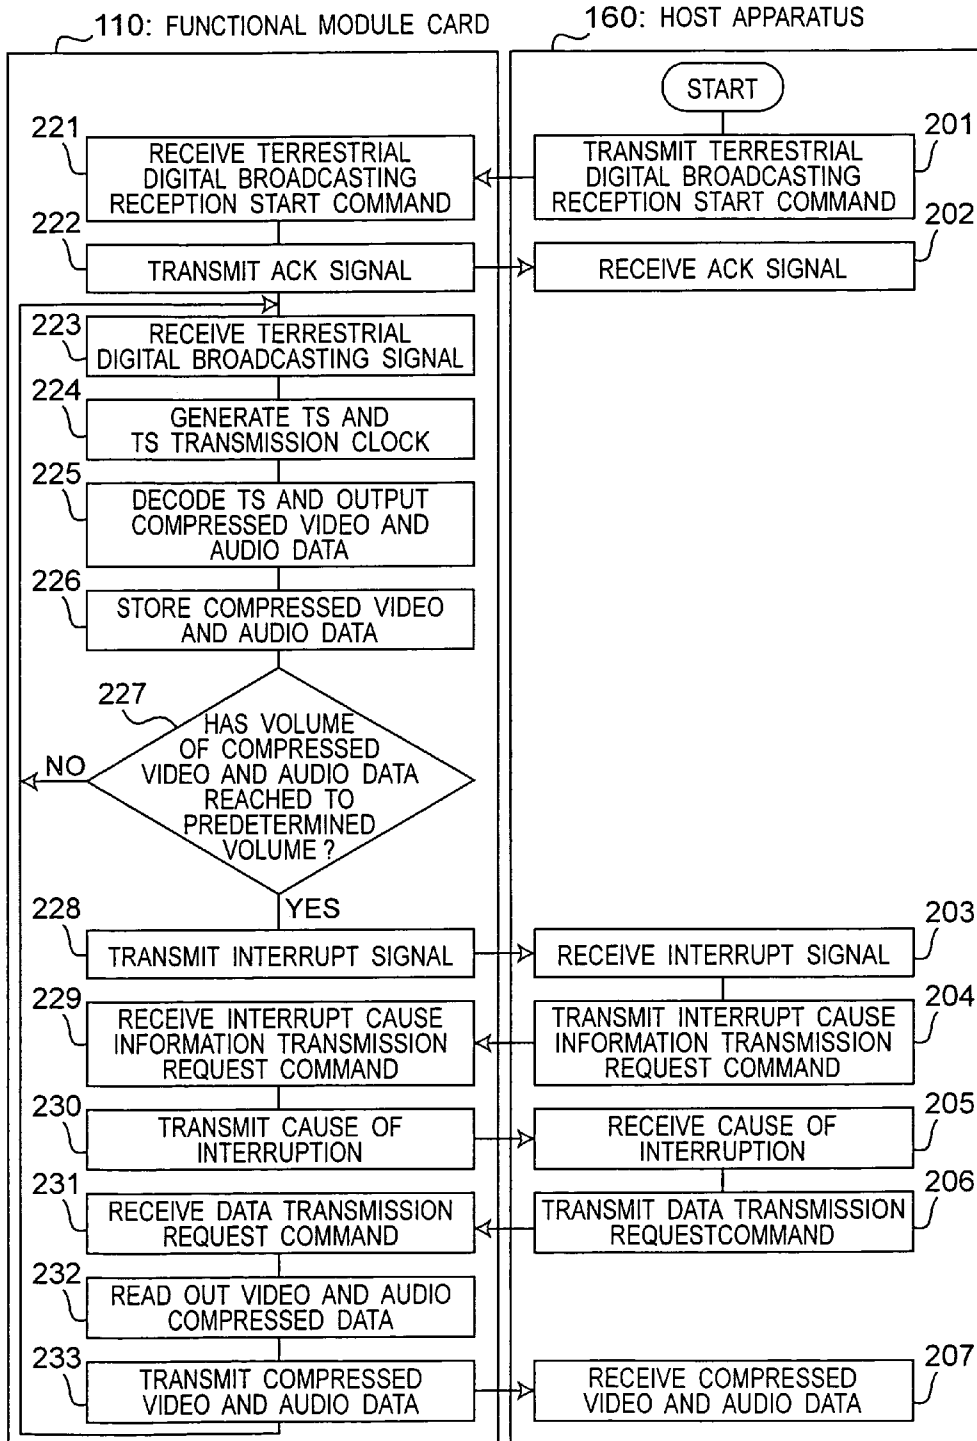 110: FUNCTIONAL MODULE CARD
160: HOST APPARATUS
START
221
RECEIVE TERRESTRIAL
DIGITAL BROADCASTING
RECEPTION START COMMAND
201
TRANSMIT TERRESTRIAL
DIGITAL BROADCASTING
RECEPTION START COMMAND
222
TRANSMIT ACK SIGNAL
202
RECEIVE ACK SIGNAL
223
RECEIVE TERRESTRIAL
DIGITAL BROADCASTING SIGNAL
224
GENERATE TS AND
TS TRANSMISSION CLOCK
225
DECODE TS AND OUTPUT
COMPRESSED VIDEO AND
AUDIO DATA
226
STORE COMPRESSED VIDEO
AND AUDIO DATA
227
HAS VOLUME
OF COMPRESSED
VIDEO AND AUDIO DATA
REACHED TO
PREDETERMINED
VOLUME?
NO
YES
228
TRANSMIT INTERRUPT SIGNAL
203
RECEIVE INTERRUPT SIGNAL
229
RECEIVE INTERRUPT CAUSE
INFORMATION TRANSMISSION
REQUEST COMMAND
204
TRANSMIT INTERRUPT CAUSE
INFORMATION TRANSMISSION
REQUEST COMMAND
230
TRANSMIT CAUSE OF
INTERRUPTION
205
RECEIVE CAUSE OF
INTERRUPTION
231
RECEIVE DATA TRANSMISSION
REQUEST COMMAND
206
TRANSMIT DATA TRANSMISSION
REQUESTCOMMAND
232
READ OUT VIDEO AND AUDIO
COMPRESSED DATA
233
TRANSMIT COMPRESSED
VIDEO AND AUDIO DATA
207
RECEIVE COMPRESSED
VIDEO AND AUDIO DATA